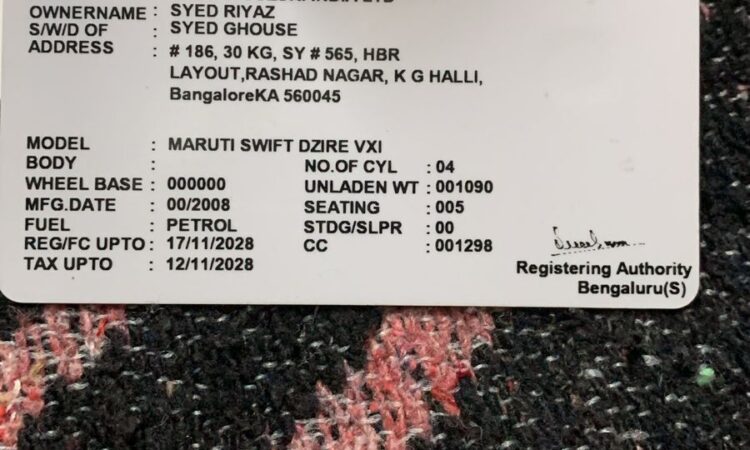 OWNERNAME : SYED RIYAZ
S/W/D OF : SYED GHOUSE
ADDRESS : # 186, 30 KG, SY # 565, HBR
LAYOUT,RASHAD NAGAR, K G HALLI,
BangaloreKA 560045
MODEL : MARUTI SWIFT DZIRE VXI
BODY : NO.OF CYL : 04
WHEEL BASE : 000000 UNLADEN WT : 001090
MFG.DATE : 00/2008 SEATING : 005
FUEL : PETROL STDG/SLPR : 00
REG/FC UPTO : 17/11/2028 CC : 001298
TAX UPTO : 12/11/2028
Registering Authority
Bengaluru(S)